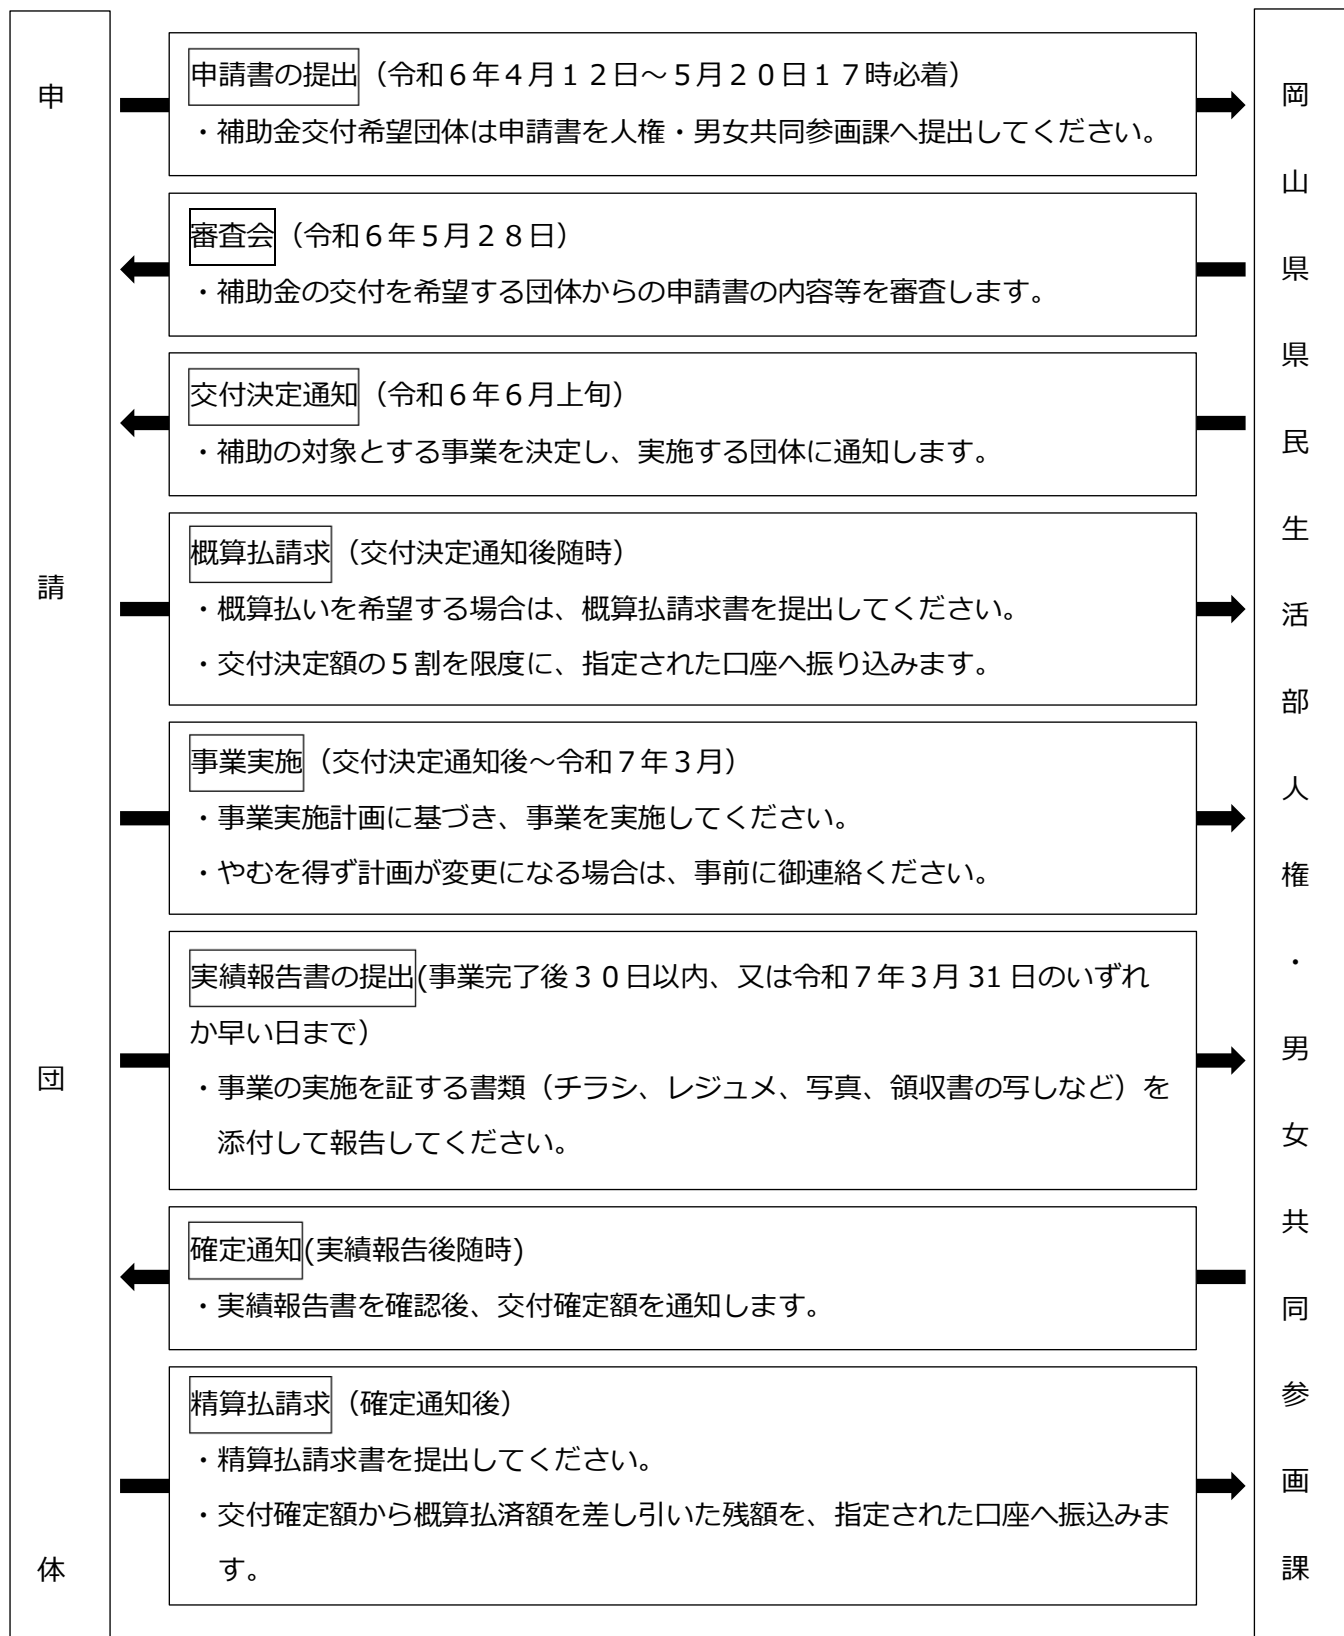 申請団体
申請書の提出（令和６年４月１２日～５月２０日１７時必着）
・補助金交付希望団体は申請書を人権・男女共同参画課へ提出してください。
審査会（令和６年５月２８日）
・補助金の交付を希望する団体からの申請書の内容等を審査します。
交付決定通知（令和６年６月上旬）
・補助の対象とする事業を決定し、実施する団体に通知します。
概算払請求（交付決定通知後随時）
・概算払いを希望する場合は、概算払請求書を提出してください。
・交付決定額の５割を限度に、指定された口座へ振り込みます。
事業実施（交付決定通知後～令和７年３月）
・事業実施計画に基づき、事業を実施してください。
・やむを得ず計画が変更になる場合は、事前に御連絡ください。
実績報告書の提出(事業完了後３０日以内、又は令和７年３月 31 日のいずれ
か早い日まで）
・事業の実施を証する書類（チラシ、レジュメ、写真、領収書の写しなど）を
添付して報告してください。
確定通知(実績報告後随時)
・実績報告書を確認後、交付確定額を通知します。
精算払請求（確定通知後）
・精算払請求書を提出してください。
・交付確定額から概算払済額を差し引いた残額を、指定された口座へ振込みま
す。
岡山県県民生活部人権・男女共同参画課